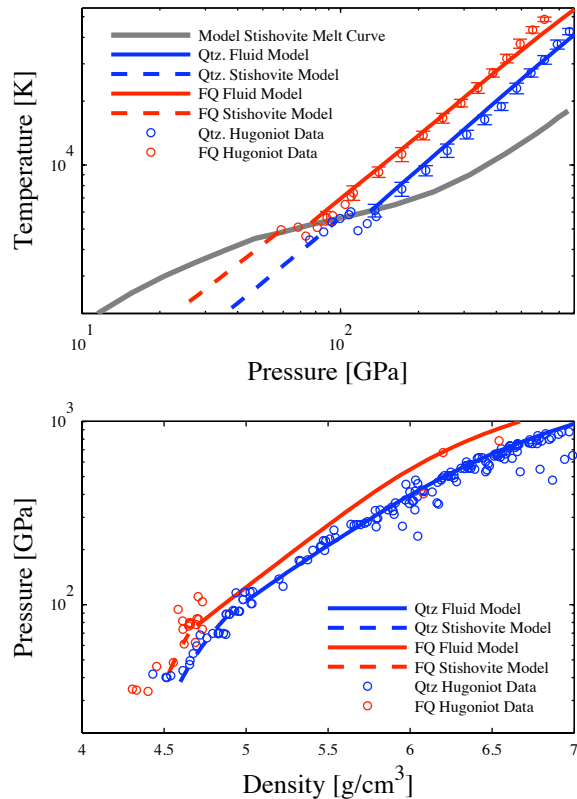 Temperature [K]
10^4
Model Stishovite Melt Curve
Qtz. Fluid Model
Qtz. Stishovite Model
FQ Fluid Model
FQ Stishovite Model
Qtz. Hugoniot Data
FQ Hugoniot Data
10^1
10^2
Pressure [GPa]
Pressure [GPa]
10^3
10^2
Qtz Fluid Model
Qtz Stishovite Model
FQ Fluid Model
FQ Stishovite Model
Qtz Hugoniot Data
FQ Hugoniot Data
4
4.5
5
5.5
6
6.5
7
Density [g/cm^3]